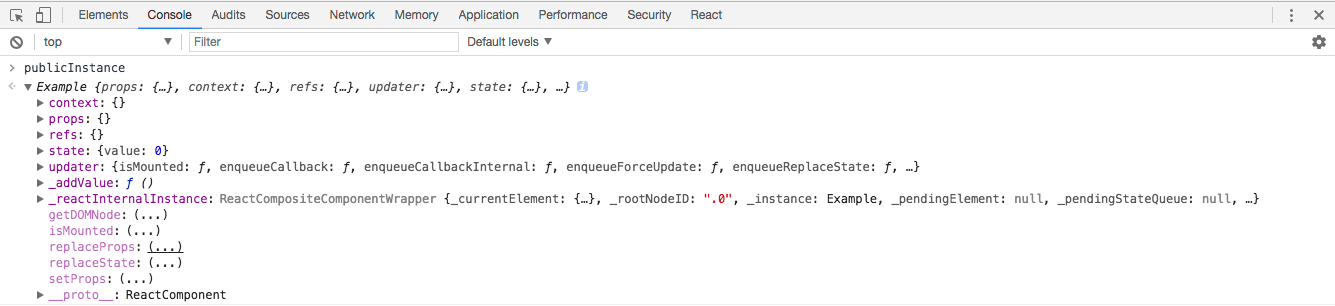 Elements Console Audits Sources Network Memory Application Performance Security React
top Filter Default levels
publicInstance
Example {props: {…}, context: {…}, refs: {…}, updater: {…}, state: {…}, …} i
context: {}
props: {}
refs: {}
state: {value: 0}
updater: {isMounted: ƒ, enqueueCallback: ƒ, enqueueCallbackInternal: ƒ, enqueueForceUpdate: ƒ, enqueueReplaceState: ƒ, …}
_addValue: ƒ ()
_reactInternalInstance: ReactCompositeComponentWrapper {_currentElement: {…}, _rootNodeID: ".0", _instance: Example, _pendingElement: null, _pendingStateQueue: null, …}
getDOMNode: (...)
isMounted: (...)
replaceProps: (...)
replaceState: (...)
setProps: (...)
__proto__: ReactComponent